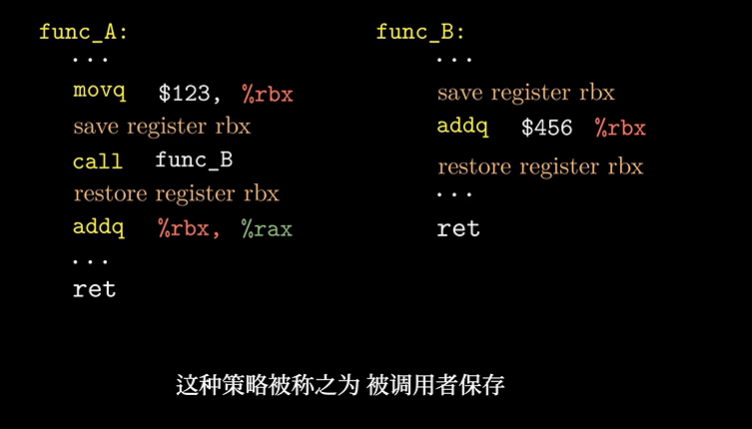 func_A:
...
movq $123, %rbx
save register rbx
call func_B
restore register rbx
addq %rbx, %rax
...
ret
func_B:
...
save register rbx
addq $456 %rbx
restore register rbx
...
ret
这种策略被称之为 被调用者保存